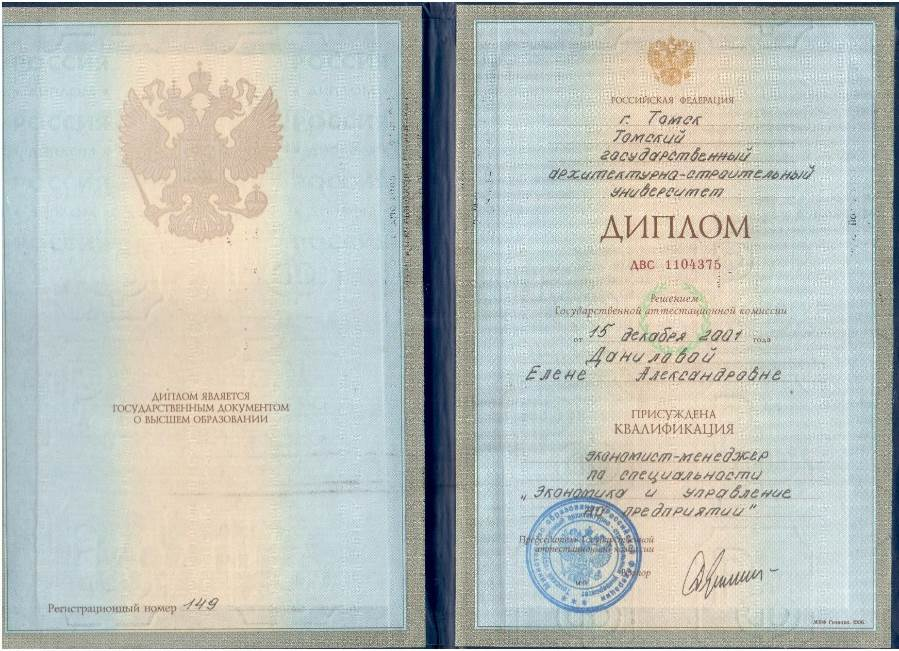 ДИПЛОМ ЯВЛЯЕТСЯ
ГОСУДАРСТВЕННЫМ ДОКУМЕНТОМ
О ВЫСШЕМ ОБРАЗОВАНИИ
Регистрационный номер 149
РОССИЙСКАЯ ФЕДЕРАЦИЯ
г. Томск
Томский
государственный
архитектурно-строительный
университет
ДИПЛОМ
ДВС 1104375
Решением
Государственной аттестационной комиссии
от 15 декабря 2001 года
Даниловой
Елене Александровне
ПРИСУЖДЕНА
КВАЛИФИКАЦИЯ
экономист-менеджер
по специальности
„Экономика и управление
на предприятии"
Председатель Государственной
аттестационной комиссии
Ректор